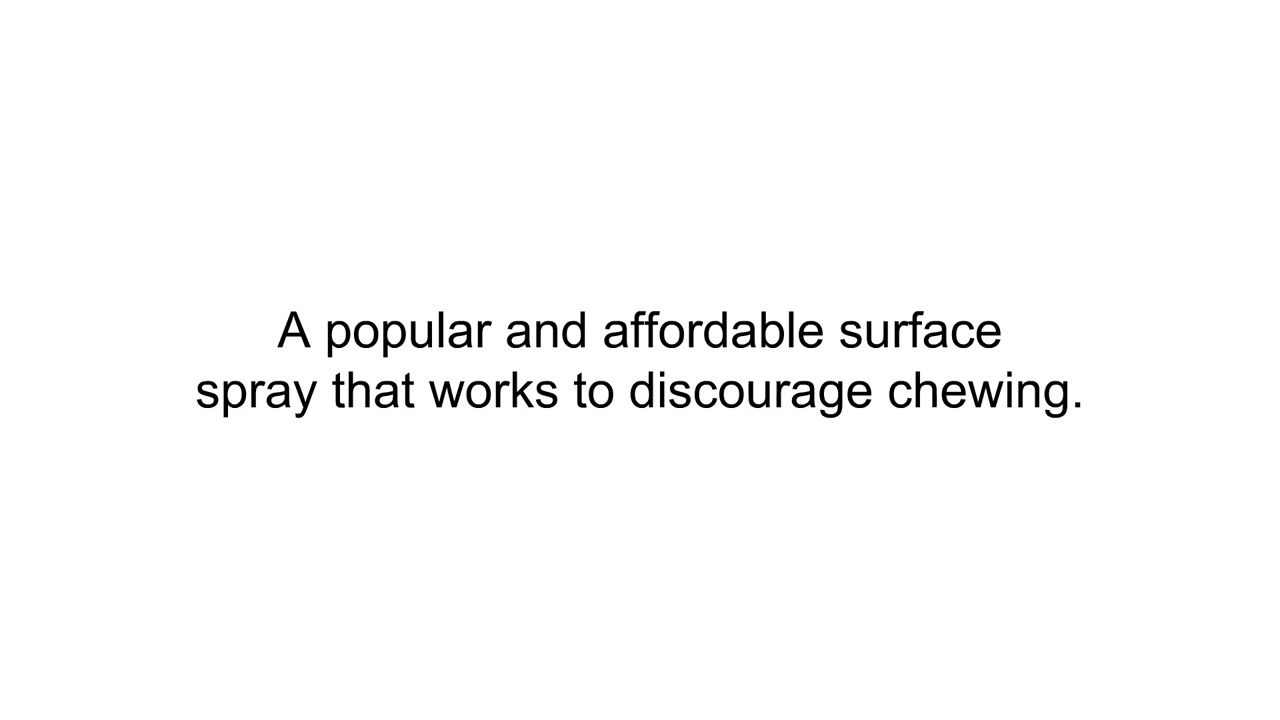 A popular and affordable surface
spray that works to discourage chewing.